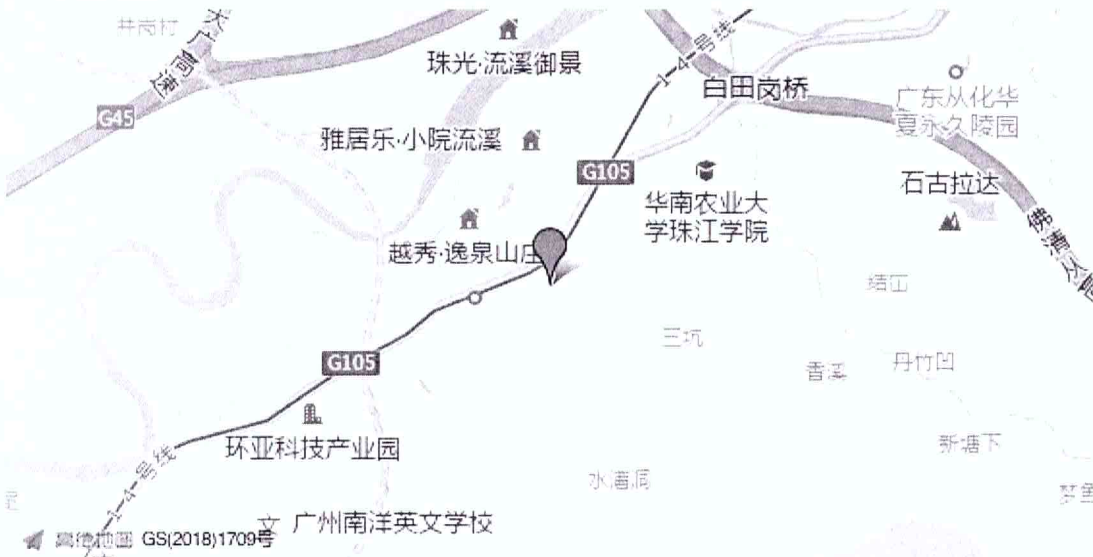 井岗村
大广高速
珠光·流溪御景
14号线
白田岗桥
广东从化华
夏永久陵园
G45
雅居乐·小院流溪
G105
华南农业大
学珠江学院
石古拉达
越秀·逸泉山庄
佛清从高
三坑
香溪
丹竹凹
G105
环亚科技产业园
新塘下
14号线
文 广州南洋英文学校
高德地图 GS(2018)1709号